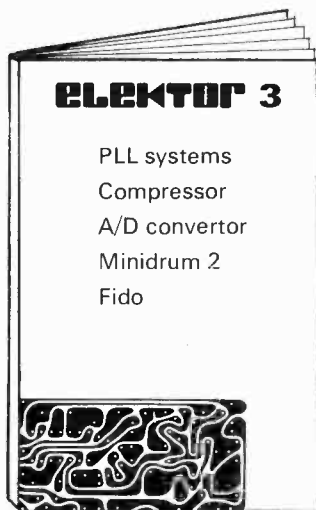 elektor 3
PLL systems
Compressor
A/D convertor
Minidrum 2
Fido